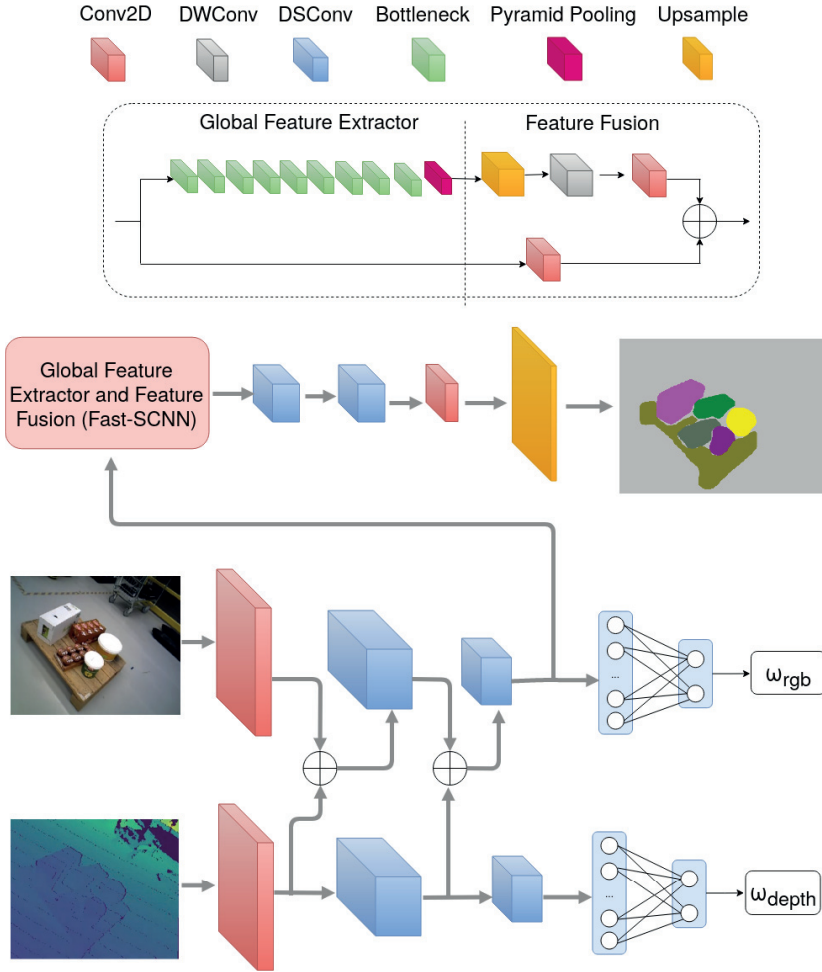 Conv2D DWConv DSConv Bottleneck Pyramid Pooling Upsample
Global Feature Extractor Feature Fusion
Global Feature
Extractor and Feature
Fusion (Fast-SCNN)
...
ωrgb
...
ωdepth